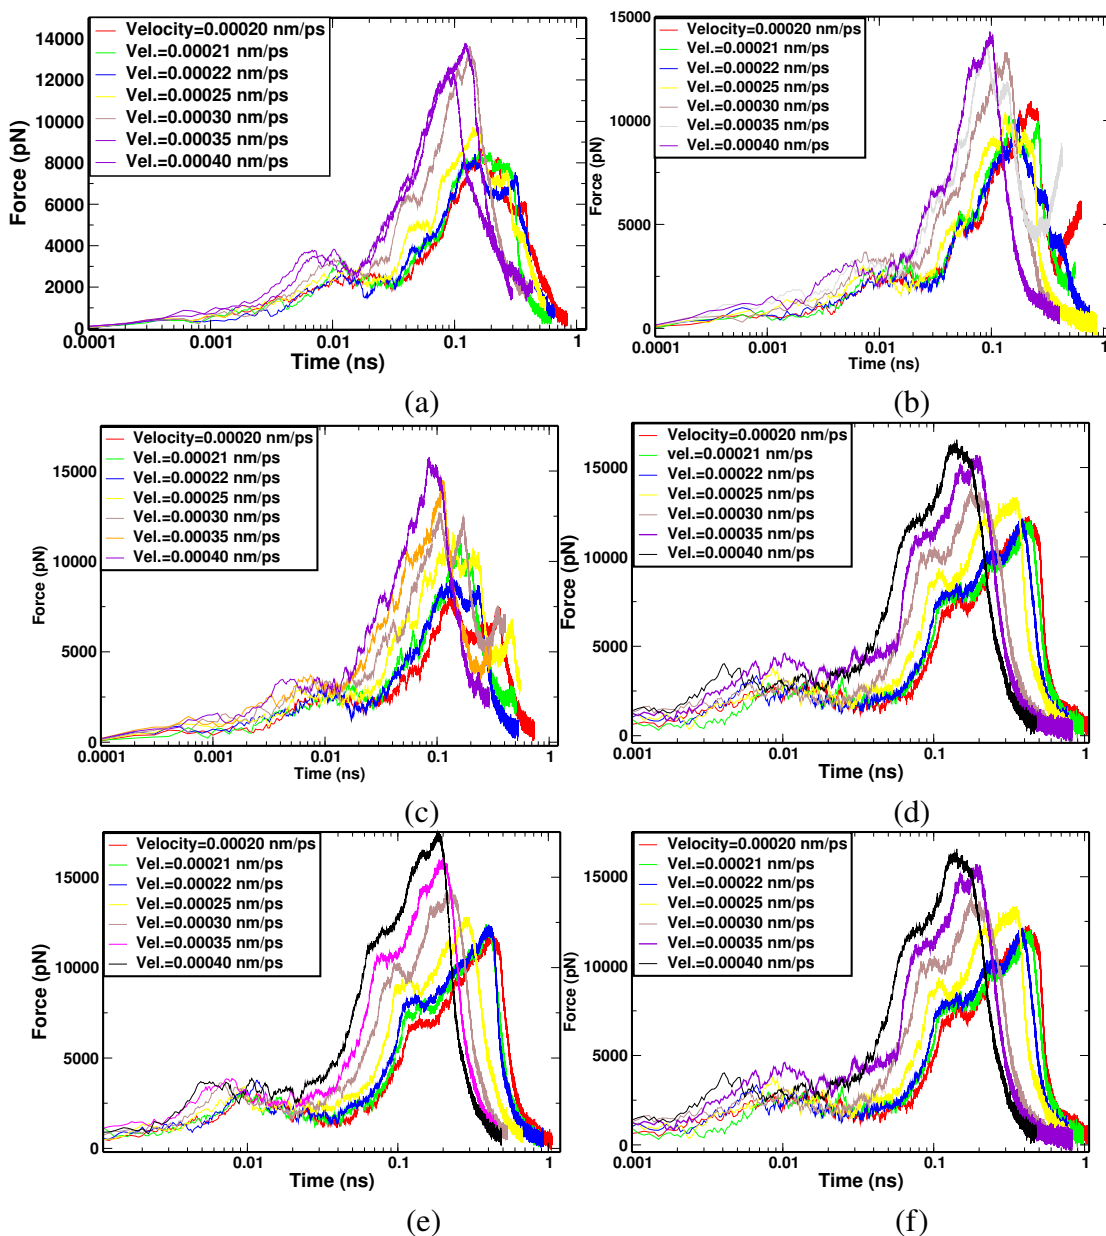 Velocity=0.00020 nm/ps
Vel.=0.00021 nm/ps
Vel.=0.00022 nm/ps
Vel.=0.00025 nm/ps
Vel.=0.00030 nm/ps
Vel.=0.00035 nm/ps
Vel.=0.00040 nm/ps
14000
12000
10000
8000
6000
4000
2000
0
Force (pN)
0.0001 0.001 0.01 0.1 1
Time (ns)
(a)
Velocity=0.00020 nm/ps
Vel.=0.00021 nm/ps
Vel.=0.00022 nm/ps
Vel.=0.00025 nm/ps
Vel.=0.00030 nm/ps
Vel.=0.00035 nm/ps
Vel.=0.00040 nm/ps
15000
10000
5000
0
Force (pN)
0.0001 0.001 0.01 0.1 1
Time (ns)
(b)
Velocity=0.00020 nm/ps
Vel.=0.00021 nm/ps
Vel.=0.00022 nm/ps
Vel.=0.00025 nm/ps
Vel.=0.00030 nm/ps
Vel.=0.00035 nm/ps
Vel.=0.00040 nm/ps
15000
10000
5000
0
Force (pN)
0.0001 0.001 0.01 0.1 1
Time (ns)
(c)
Velocity=0.00020 nm/ps
vel.=0.00021 nm/ps
Vel.=0.00022 nm/ps
Vel.=0.00025 nm/ps
Vel.=0.00030 nm/ps
Vel.=0.00035 nm/ps
Vel.=0.00040 nm/ps
15000
10000
5000
0
Force (pN)
0.001 0.01 0.1 1
Time (ns)
(d)
Velocity=0.00020 nm/ps
Vel.=0.00021 nm/ps
Vel.=0.00022 nm/ps
Vel.=0.00025 nm/ps
Vel.=0.00030 nm/ps
Vel.=0.00035 nm/ps
Vel.=0.00040 nm/ps
15000
10000
5000
0
Force (pN)
0.01 0.1 1
Time (ns)
(e)
Velocity=0.00020 nm/ps
Vel.=0.00021 nm/ps
Vel.=0.00022 nm/ps
Vel.=0.00025 nm/ps
Vel.=0.00030 nm/ps
Vel.=0.00035 nm/ps
Vel.=0.00040 nm/ps
15000
10000
5000
0
Force (pN)
0.001 0.01 0.1 1
Time (ns)
(f)